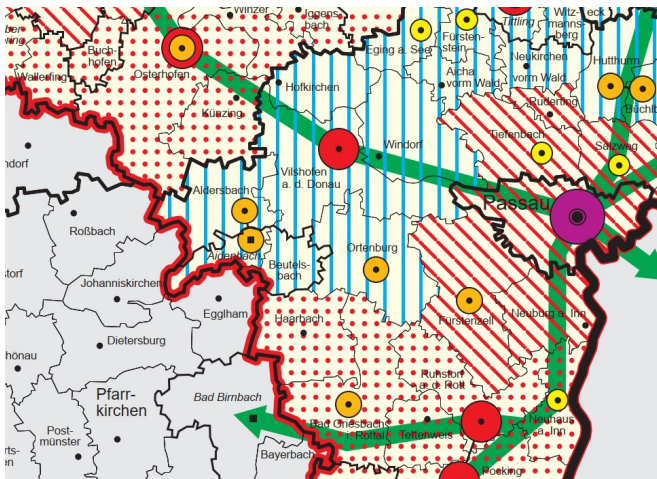 Winzer
Iggens-
bach
Tittling
Witz-
manns-
berg
Fürsten-
stein
Eging a. See
Buch-
hofen
Wallerfing
Osterhofen
Aicha
vorm Wald
Neukirchen
vorm Wald
Hutthurm
Hofkirchen
Künzing
Ruderting
Tiefenbach
Salzweg
Windorf
Vilshofen
a. d. Donau
Aldersbach
Passau
Roßbach
Aidenbach
Beutels-
bach
Ortenburg
Johanniskirchen
Egglham
Haarbach
Fürstenzell
Neuburg a. Inn
Dietersburg
Ruhstorf
a. d. Rott
Pfarr-
kirchen
Bad Birnbach
Bad Griesbach
i. Rottal
Tettenweis
Neuhaus
a. Inn
Post-
münster
Bayerbach
Pocking